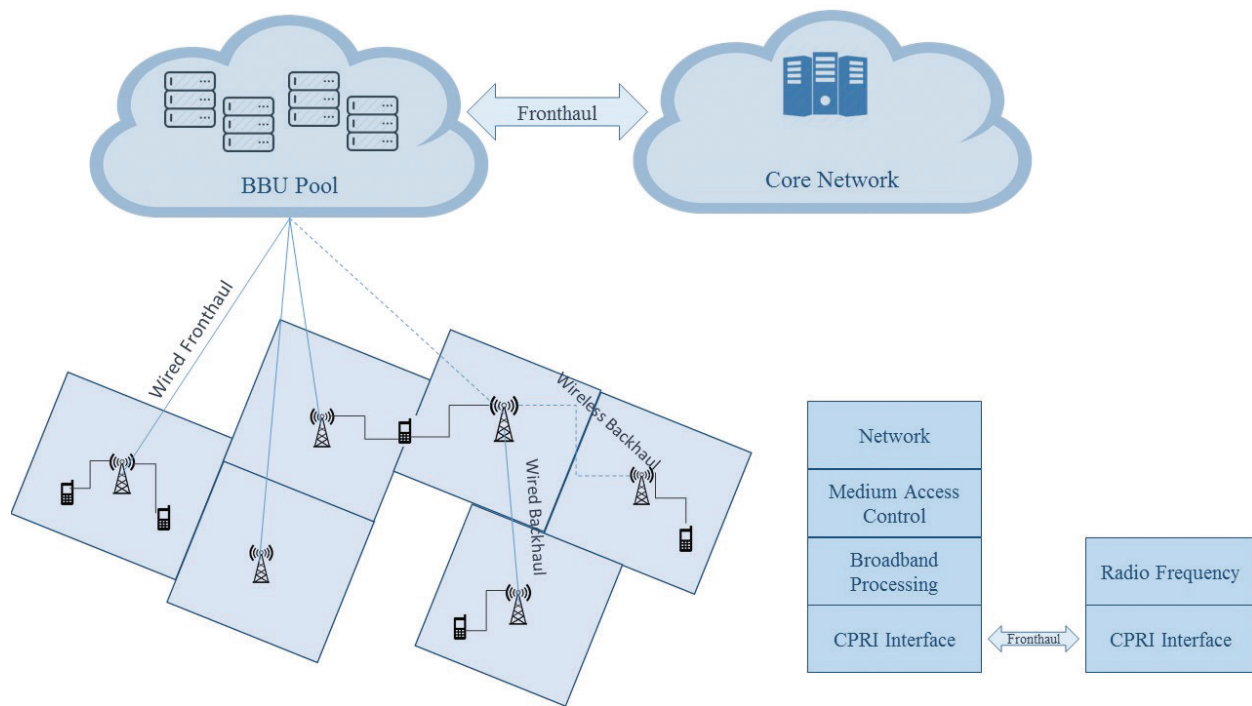 Fronthaul
BBU Pool
Core Network
Wired Fronthaul
Wireless Backhaul
Wired Backhaul
Network
Medium Access
Control
Broadband
Processing
CPRI Interface
Fronthaul
Radio Frequency
CPRI Interface